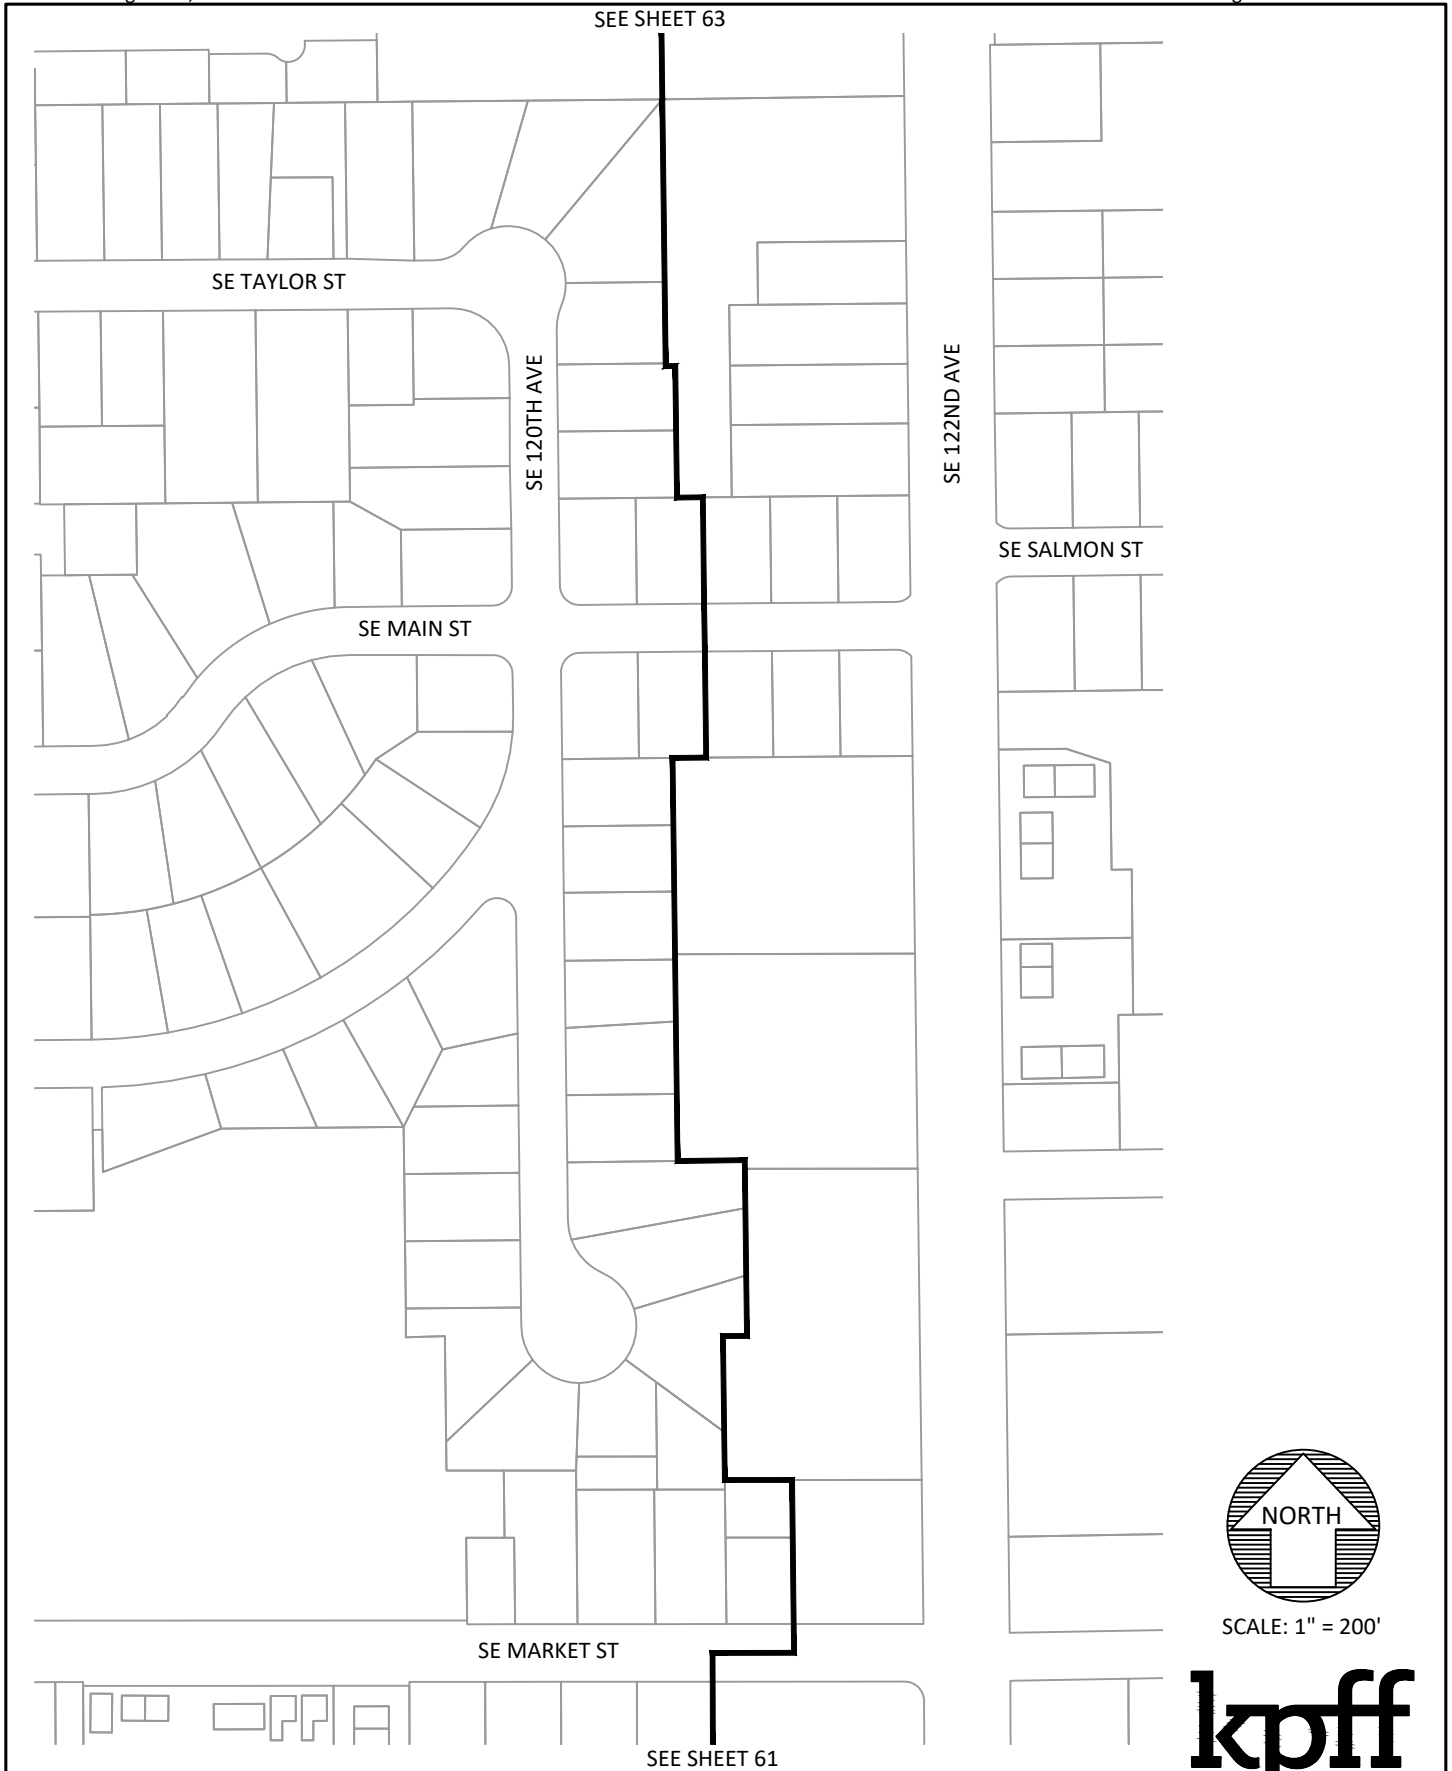 SEE SHEET 63
SE TAYLOR ST
SE 120TH AVE
SE 122ND AVE
SE SALMON ST
SE MAIN ST
NORTH
SCALE: 1" = 200'
SE MARKET ST
kpff
SEE SHEET 61